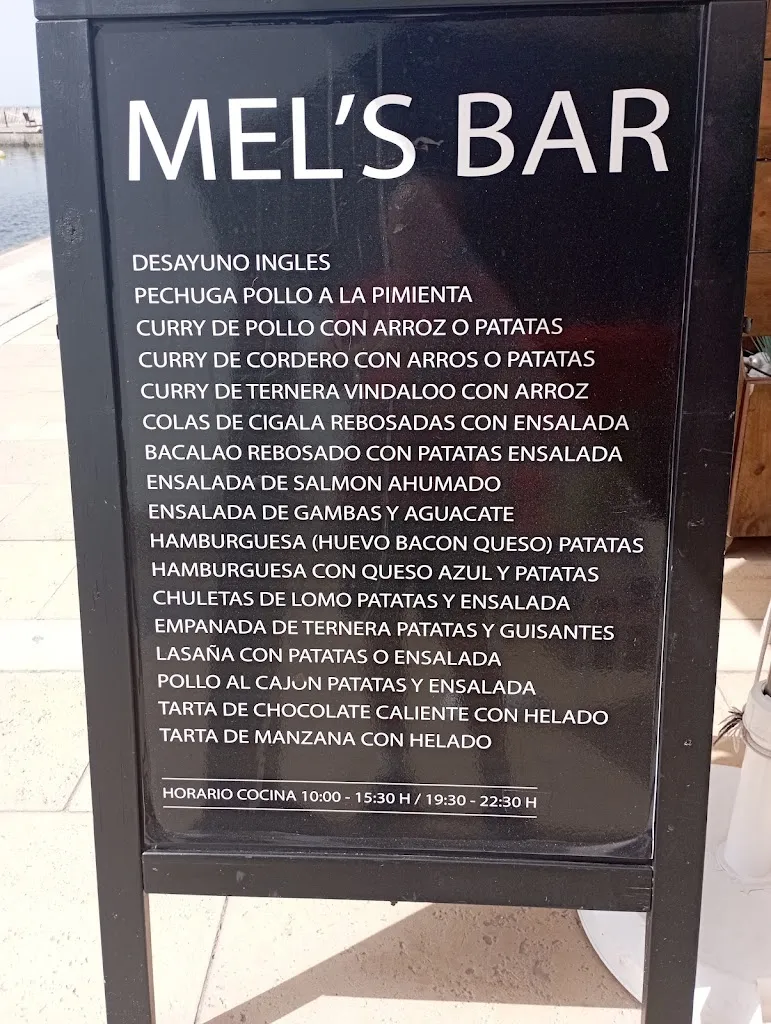 MEL'S BAR
DESAYUNO INGLES
PECHUGA POLLO A LA PIMIENTA
CURRY DE POLLO CON ARROZ O PATATAS
CURRY DE CORDERO CON ARROS O PATATAS
CURRY DE TERNERA VINDALOO CON ARROZ
COLAS DE CIGALA REBOSADAS CON ENSALADA
BACALAO REBOSADO CON PATATAS ENSALADA
ENSALADA DE SALMON AHUMADO
ENSALADA DE GAMBAS Y AGUACATE
HAMBURGUESA (HUEVO BACON QUESO) PATATAS
HAMBURGUESA CON QUESO AZUL Y PATATAS
CHULETAS DE LOMO PATATAS Y ENSALADA
EMPANADA DE TERNERA PATATAS Y GUISANTES
LASAÑA CON PATATAS O ENSALADA
POLLO AL CAJUN PATATAS Y ENSALADA
TARTA DE CHOCOLATE CALIENTE CON HELADO
TARTA DE MANZANA CON HELADO
HORARIO COCINA 10:00 - 15:30 H / 19:30 - 22:30 H